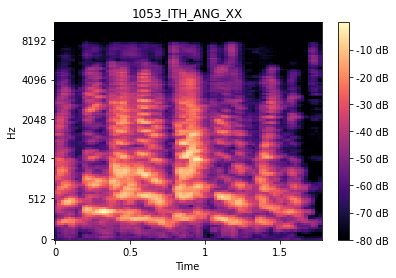 1053_ITH_ANG_XX
8192
4096
2048
1024
512
0
Hz
0
0.5
1
1.5
Time
-10 dB
-20 dB
-30 dB
-40 dB
-50 dB
-60 dB
-70 dB
-80 dB